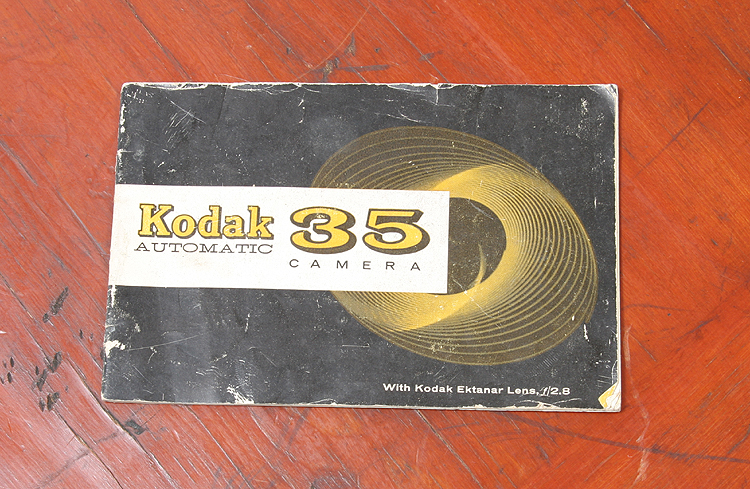 Kodak 35
AUTOMATIC
CAMERA
With Kodak Ektanar Lens, f/2.8